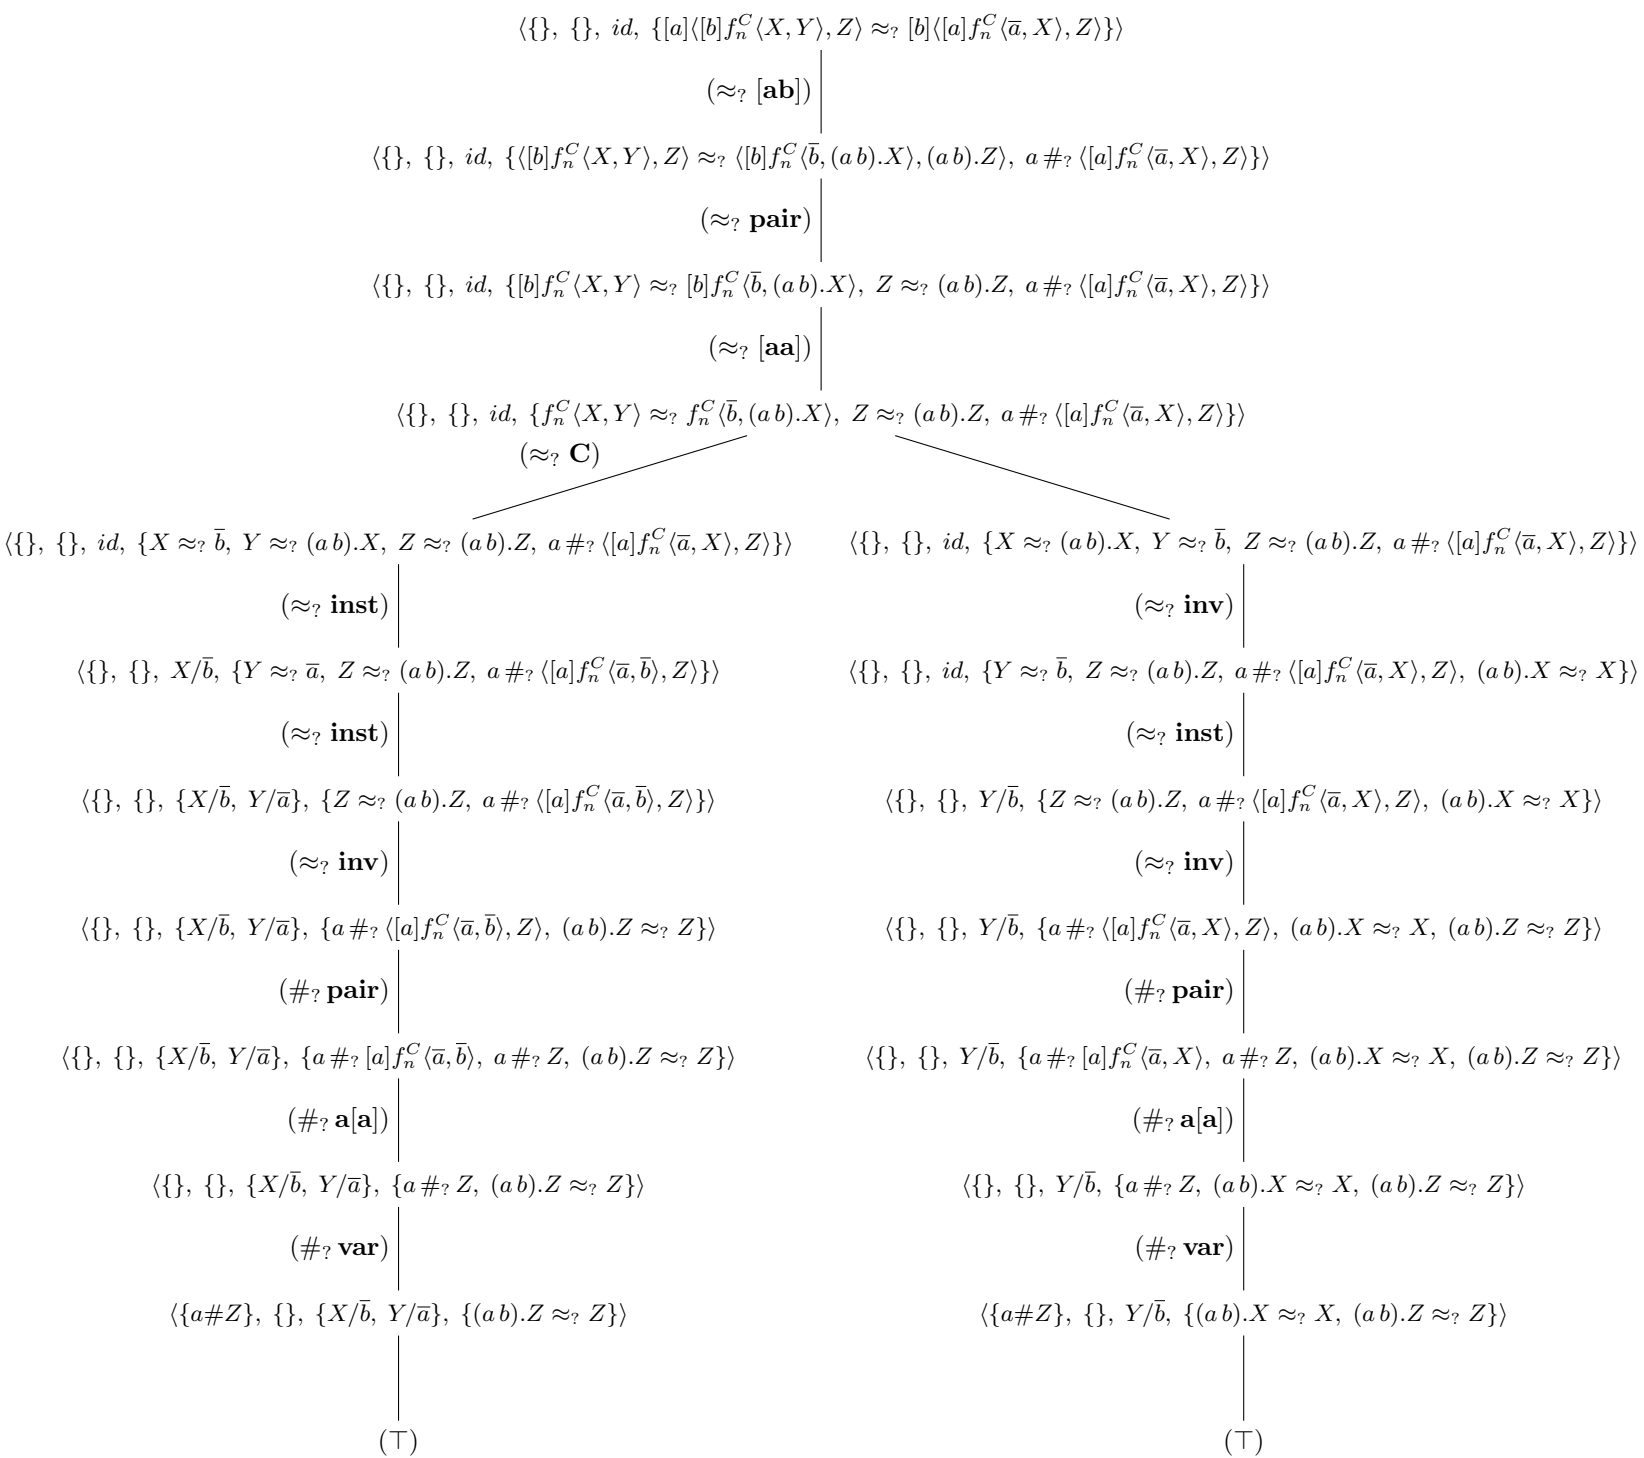 ⟨{}, {}, id, {[a]⟨[b]f_n^C⟨X, Y⟩, Z⟩ ≈? [b]⟨[a]f_n^C⟨a̅, X⟩, Z⟩}⟩
(≈? [ab])
⟨{}, {}, id, {⟨[b]f_n^C⟨X, Y⟩, Z⟩ ≈? ⟨[b]f_n^C⟨b̅, (a b).X⟩, (a b).Z⟩, a #? ⟨[a]f_n^C⟨a̅, X⟩, Z⟩}⟩
(≈? pair)
⟨{}, {}, id, {[b]f_n^C⟨X, Y⟩ ≈? [b]f_n^C⟨b̅, (a b).X⟩, Z ≈? (a b).Z, a #? ⟨[a]f_n^C⟨a̅, X⟩, Z⟩}⟩
(≈? [aa])
⟨{}, {}, id, {f_n^C⟨X, Y⟩ ≈? f_n^C⟨b̅, (a b).X⟩, Z ≈? (a b).Z, a #? ⟨[a]f_n^C⟨a̅, X⟩, Z⟩}⟩
(≈? C)
⟨{}, {}, id, {X ≈? b̅, Y ≈? (a b).X, Z ≈? (a b).Z, a #? ⟨[a]f_n^C⟨a̅, X⟩, Z⟩}⟩
⟨{}, {}, id, {X ≈? (a b).X, Y ≈? b̅, Z ≈? (a b).Z, a #? ⟨[a]f_n^C⟨a̅, X⟩, Z⟩}⟩
(≈? inst)
(≈? inv)
⟨{}, {}, X/b̅, {Y ≈? a̅, Z ≈? (a b).Z, a #? ⟨[a]f_n^C⟨a̅, b̅⟩, Z⟩}⟩
⟨{}, {}, id, {Y ≈? b̅, Z ≈? (a b).Z, a #? ⟨[a]f_n^C⟨a̅, X⟩, Z⟩, (a b).X ≈? X}⟩
(≈? inst)
(≈? inst)
⟨{}, {}, {X/b̅, Y/a̅}, {Z ≈? (a b).Z, a #? ⟨[a]f_n^C⟨a̅, b̅⟩, Z⟩}⟩
⟨{}, {}, Y/b̅, {Z ≈? (a b).Z, a #? ⟨[a]f_n^C⟨a̅, X⟩, Z⟩, (a b).X ≈? X}⟩
(≈? inv)
(≈? inv)
⟨{}, {}, {X/b̅, Y/a̅}, {a #? ⟨[a]f_n^C⟨a̅, b̅⟩, Z⟩, (a b).Z ≈? Z}⟩
⟨{}, {}, Y/b̅, {a #? ⟨[a]f_n^C⟨a̅, X⟩, Z⟩, (a b).X ≈? X, (a b).Z ≈? Z}⟩
(#? pair)
(#? pair)
⟨{}, {}, {X/b̅, Y/a̅}, {a #? [a]f_n^C⟨a̅, b̅⟩, a #? Z, (a b).Z ≈? Z}⟩
⟨{}, {}, Y/b̅, {a #? [a]f_n^C⟨a̅, X⟩, a #? Z, (a b).X ≈? X, (a b).Z ≈? Z}⟩
(#? a[a])
(#? a[a])
⟨{}, {}, {X/b̅, Y/a̅}, {a #? Z, (a b).Z ≈? Z}⟩
⟨{}, {}, Y/b̅, {a #? Z, (a b).X ≈? X, (a b).Z ≈? Z}⟩
(#? var)
(#? var)
⟨{a#Z}, {}, {X/b̅, Y/a̅}, {(a b).Z ≈? Z}⟩
⟨{a#Z}, {}, Y/b̅, {(a b).X ≈? X, (a b).Z ≈? Z}⟩
(⊤)
(⊤)